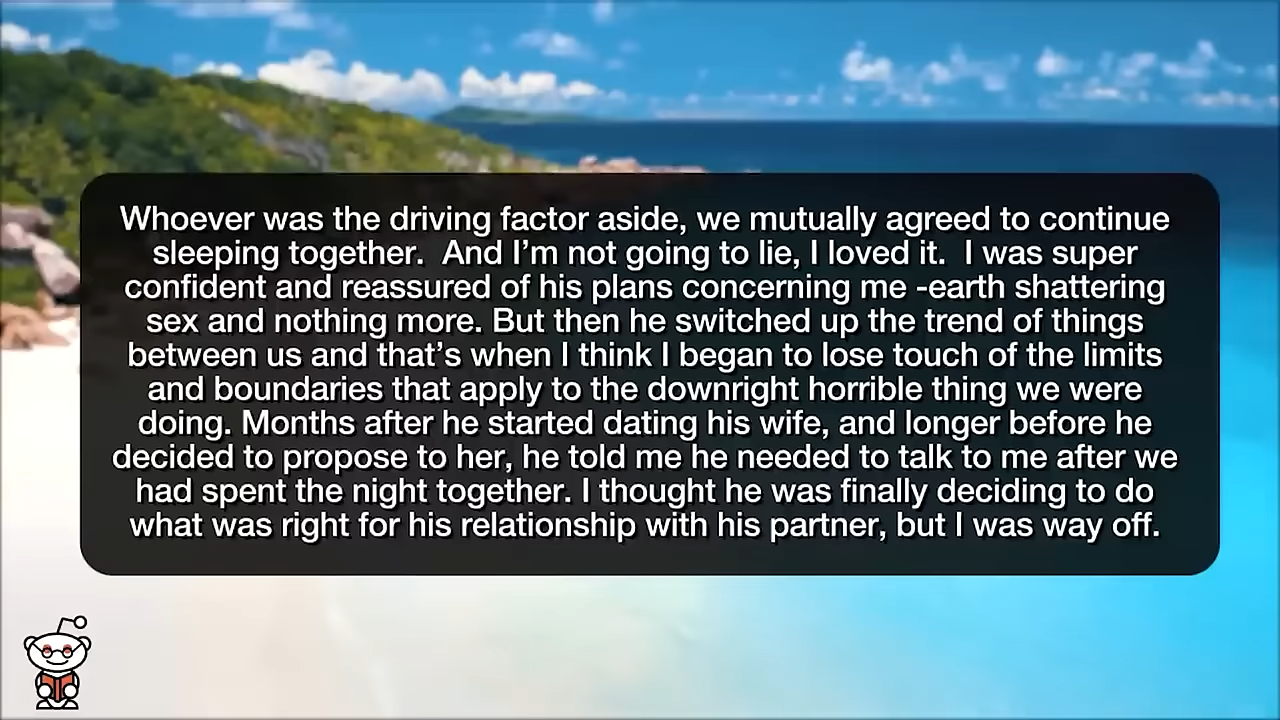 Whoever was the driving factor aside, we mutually agreed to continue
sleeping together.  And I'm not going to lie, I loved it.  I was super
confident and reassured of his plans concerning me -earth shattering
sex and nothing more. But then he switched up the trend of things
between us and that's when I think I began to lose touch of the limits
and boundaries that apply to the downright horrible thing we were
doing. Months after he started dating his wife, and longer before he
decided to propose to her, he told me he needed to talk to me after we
had spent the night together. I thought he was finally deciding to do
what was right for his relationship with his partner, but I was way off.